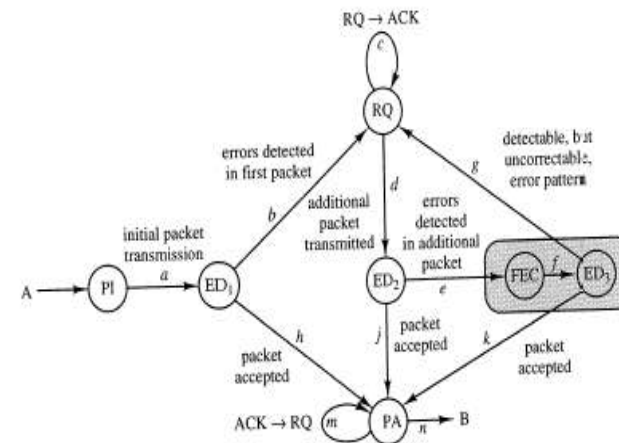 RQ → ACK
c
RQ
errors detected
in first packet
detectable, but
uncorrectable,
error pattern
g
b
d
additional
packet
transmitted
errors
detected
in additional
packet
initial packet
transmission
a
A
PI
ED₁
ED₂
e
FEC
f
ED₃
h
j
k
packet
accepted
packet
accepted
packet
accepted
ACK → RQ
m
PA
n
B